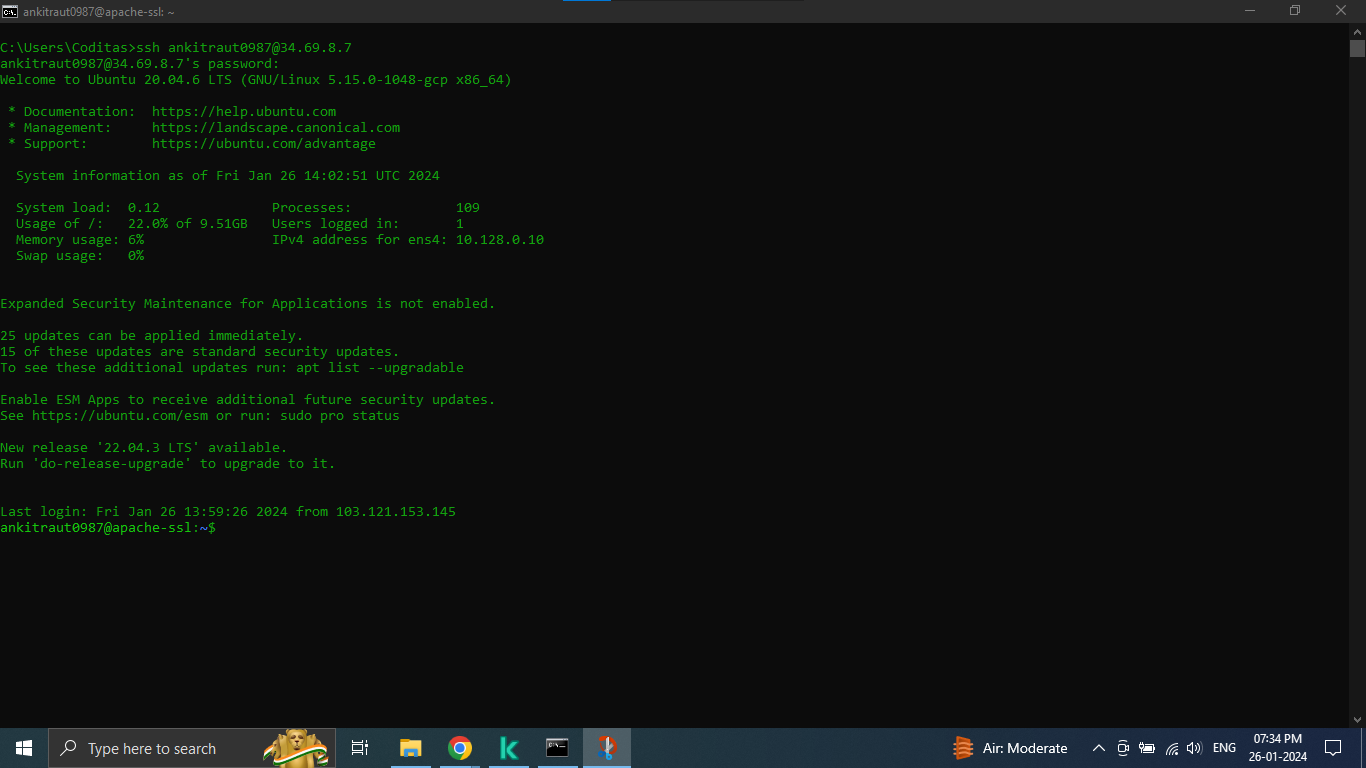 ankitraut0987@apache-ssl: ~
C:\Users\Coditas>ssh ankitraut0987@34.69.8.7
ankitraut0987@34.69.8.7's password:
Welcome to Ubuntu 20.04.6 LTS (GNU/Linux 5.15.0-1048-gcp x86_64)
* Documentation:  https://help.ubuntu.com
* Management:     https://landscape.canonical.com
* Support:        https://ubuntu.com/advantage
System information as of Fri Jan 26 14:02:51 UTC 2024
System load:  0.12              Processes:             109
Usage of /:   22.0% of 9.51GB   Users logged in:       1
Memory usage: 6%                IPv4 address for ens4: 10.128.0.10
Swap usage:   0%
Expanded Security Maintenance for Applications is not enabled.
25 updates can be applied immediately.
15 of these updates are standard security updates.
To see these additional updates run: apt list --upgradable
Enable ESM Apps to receive additional future security updates.
See https://ubuntu.com/esm or run: sudo pro status
New release '22.04.3 LTS' available.
Run 'do-release-upgrade' to upgrade to it.
Last login: Fri Jan 26 13:59:26 2024 from 103.121.153.145
ankitraut0987@apache-ssl:~$
Type here to search
Air: Moderate
ENG
07:34 PM
26-01-2024